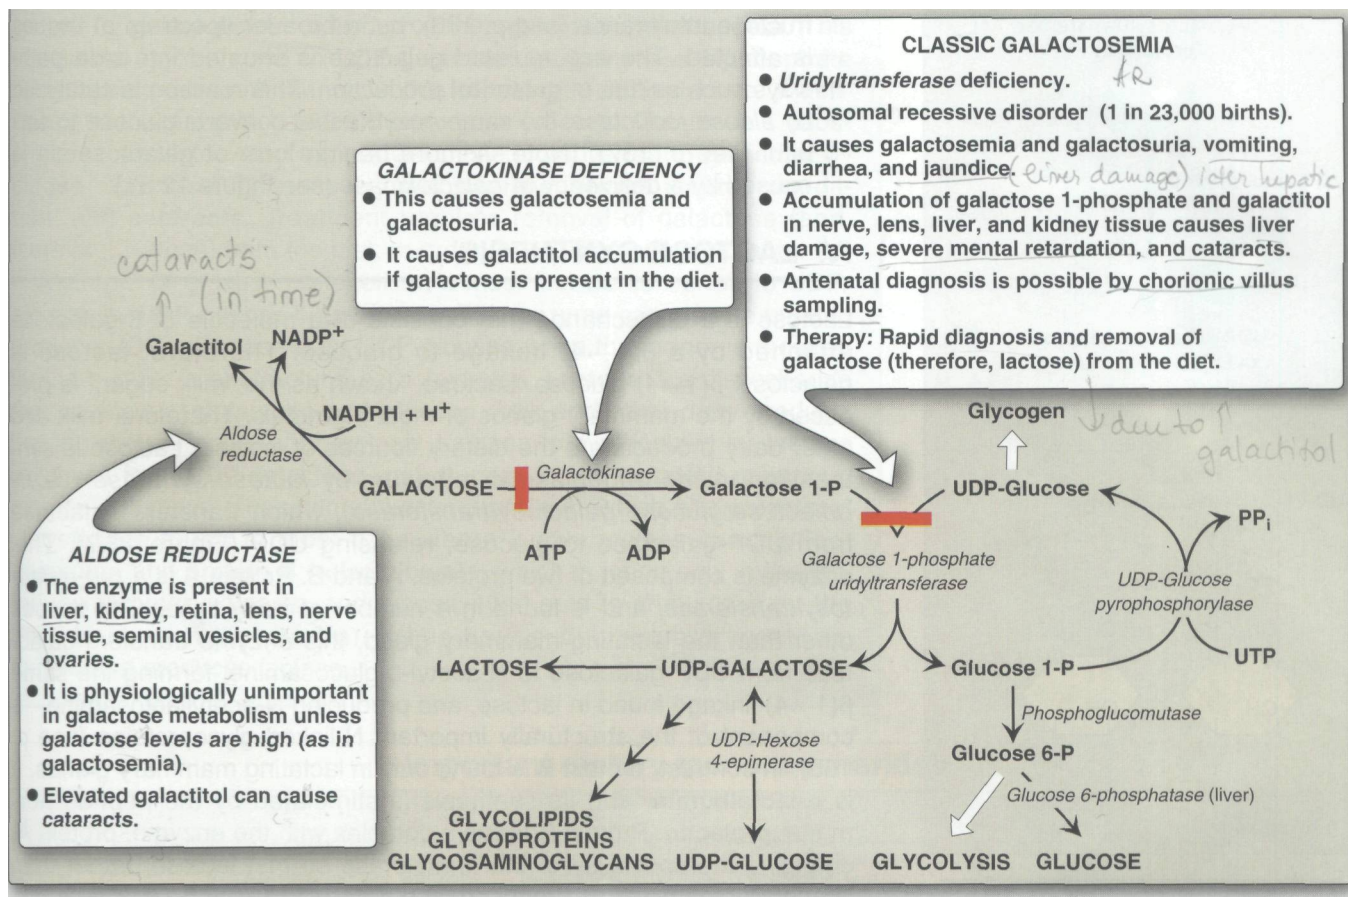 CLASSIC GALACTOSEMIA
● Uridyltransferase deficiency.
AR
● Autosomal recessive disorder (1 in 23,000 births).
● It causes galactosemia and galactosuria, vomiting,
diarrhea, and jaundice. (liver damage)
● Accumulation of galactose 1-phosphate and galactitol
in nerve, lens, liver, and kidney tissue causes liver
damage, severe mental retardation, and cataracts.
● Antenatal diagnosis is possible by chorionic villus
sampling.
● Therapy: Rapid diagnosis and removal of
galactose (therefore, lactose) from the diet.
↓ due to ↑
galactitol
GALACTOKINASE DEFICIENCY
● This causes galactosemia and
galactosuria.
● It causes galactitol accumulation
if galactose is present in the diet.
cataracts
↑ (in time)
Galactitol
NADP+
NADPH + H+
Aldose
reductase
GALACTOSE
Galactokinase
ATP
ADP
Galactose 1-P
Glycogen
UDP-Glucose
PPi
Galactose 1-phosphate
uridyltransferase
UDP-Glucose
pyrophosphorylase
UTP
LACTOSE
UDP-GALACTOSE
Glucose 1-P
Phosphoglucomutase
UDP-Hexose
4-epimerase
Glucose 6-P
Glucose 6-phosphatase (liver)
GLYCOLIPIDS
GLYCOPROTEINS
GLYCOSAMINOGLYCANS
UDP-GLUCOSE
GLYCOLYSIS
GLUCOSE
ALDOSE REDUCTASE
● The enzyme is present in
liver, kidney, retina, lens, nerve
tissue, seminal vesicles, and
ovaries.
● It is physiologically unimportant
in galactose metabolism unless
galactose levels are high (as in
galactosemia).
● Elevated galactitol can cause
cataracts.